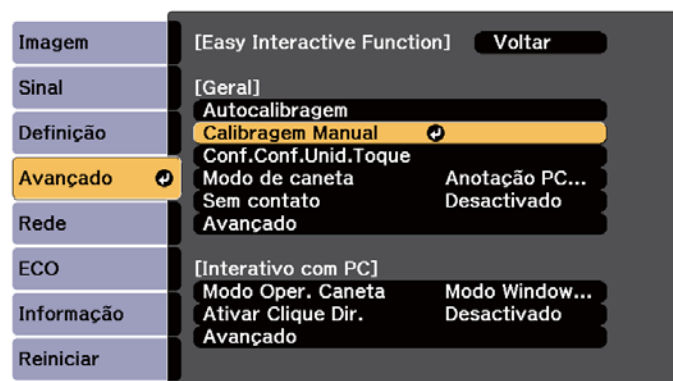 Imagem
Sinal
Definição
Avançado
Rede
ECO
Informação
Reiniciar
[Easy Interactive Function] Voltar
[Geral]
Autocalibragem
Calibragem Manual
Conf.Conf.Unid.Toque
Modo de caneta Anotação PC...
Sem contato Desactivado
Avançado
[Interativo com PC]
Modo Oper. Caneta Modo Window...
Ativar Clique Dir. Desactivado
Avançado